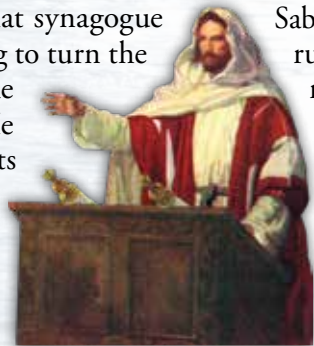 at synagogue
g to turn the
e
e
ts
Sab
ru